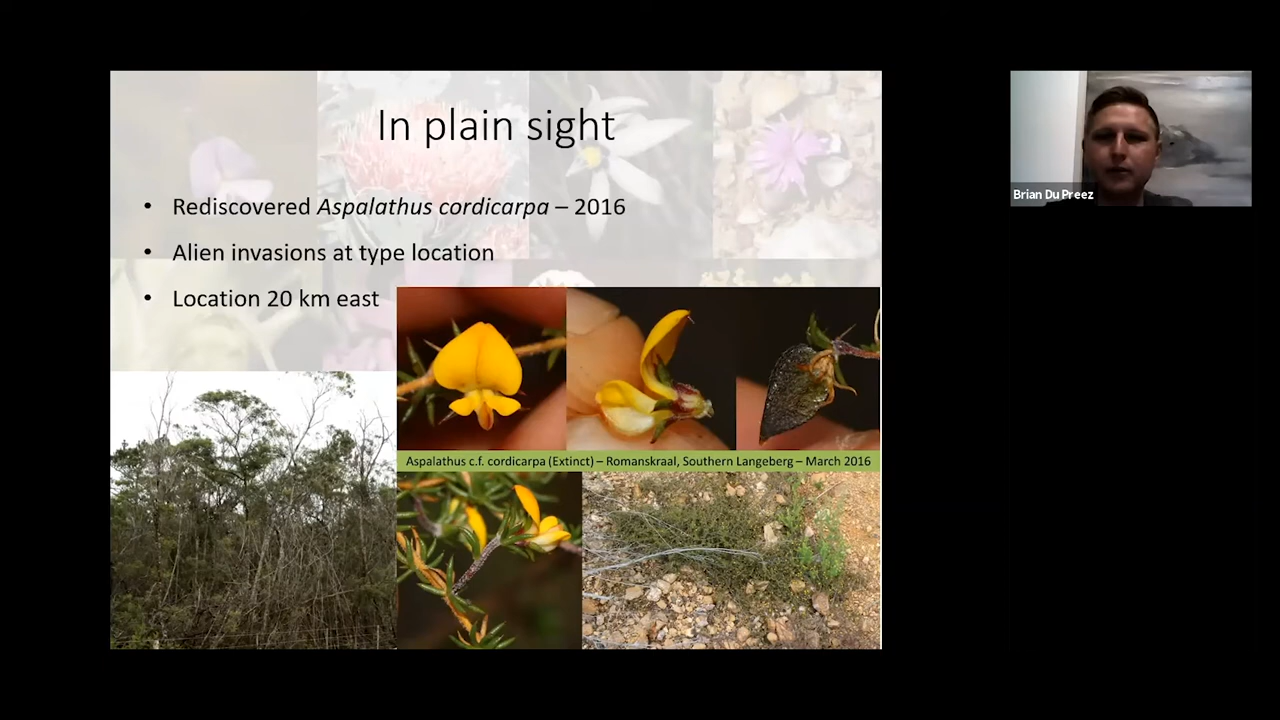 In plain sight
• Rediscovered Aspalathus cordicarpa – 2016
• Alien invasions at type location
• Location 20 km east
Aspalathus c.f. cordicarpa (Extinct) – Romanskraal, Southern Langeberg – March 2016
Brian Du Preez